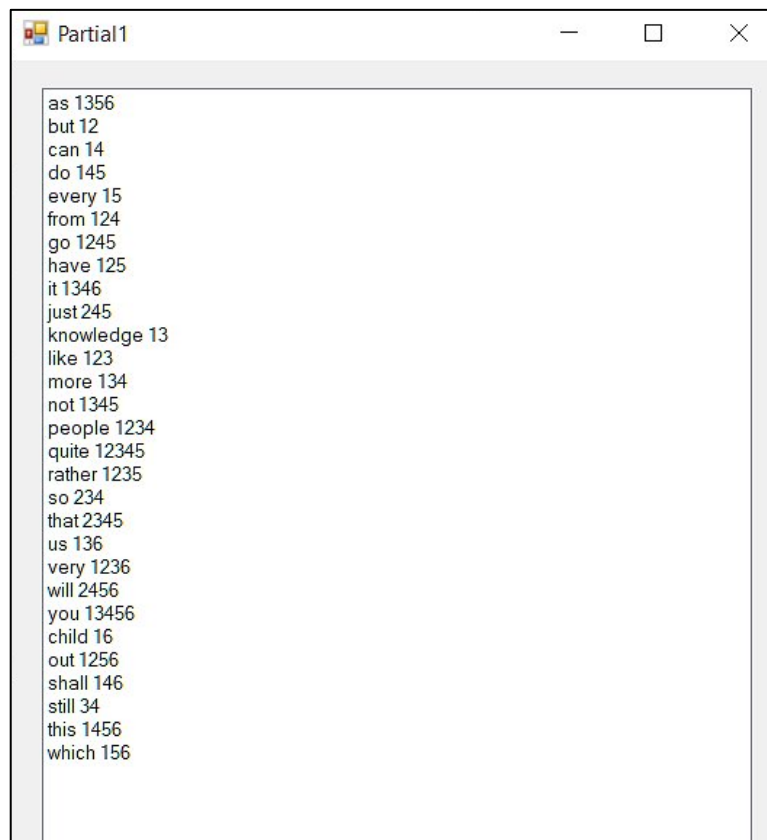 Partial1
as 1356
but 12
can 14
do 145
every 15
from 124
go 1245
have 125
it 1346
just 245
knowledge 13
like 123
more 134
not 1345
people 1234
quite 12345
rather 1235
so 234
that 2345
us 136
very 1236
will 2456
you 13456
child 16
out 1256
shall 146
still 34
this 1456
which 156